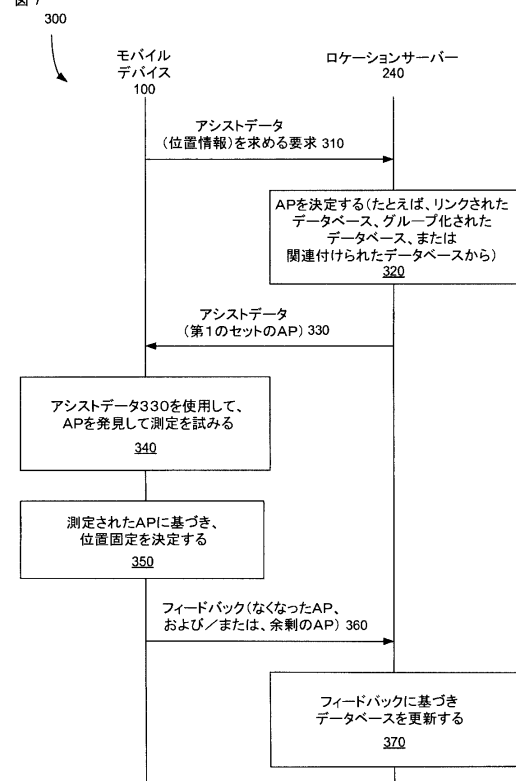 図 7
300
モバイル
デバイス
100
ロケーションサーバー
240
アシストデータ
(位置情報)を求める要求 310
APを決定する(たとえば、リンクされた
データベース、グループ化された
データベース、または
関連付けられたデータベースから)
320
アシストデータ
(第1のセットのAP) 330
アシストデータ330を使用して、
APを発見して測定を試みる
340
測定されたAPに基づき、
位置固定を決定する
350
フィードバック(なくなったAP、
および/または、余剰のAP) 360
フィードバックに基づき
データベースを更新する
370